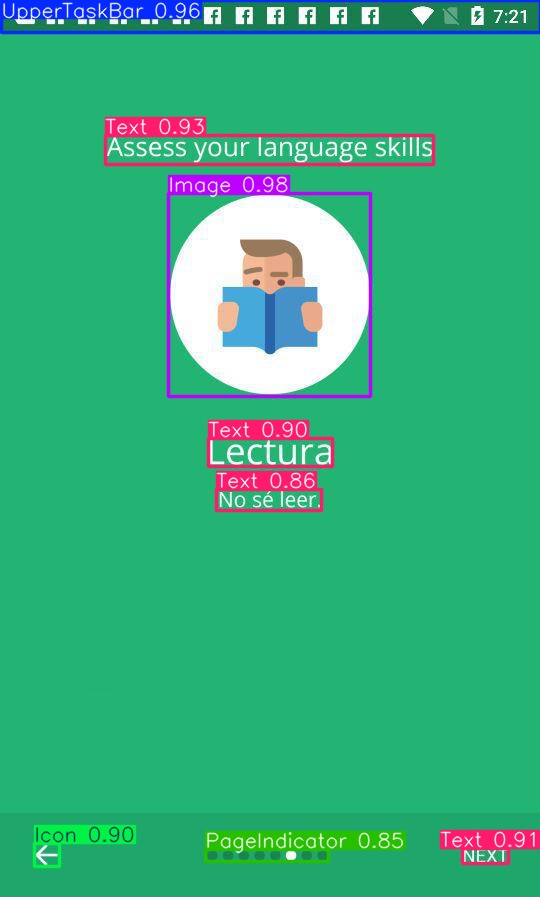 UpperTaskBar 0.96
7:21
Text 0.93
Assess your language skills
Image 0.98
Text 0.90
Lectura
Text 0.86
No sé leer.
Icon 0.90
PageIndicator 0.85
Text 0.91
NEXT